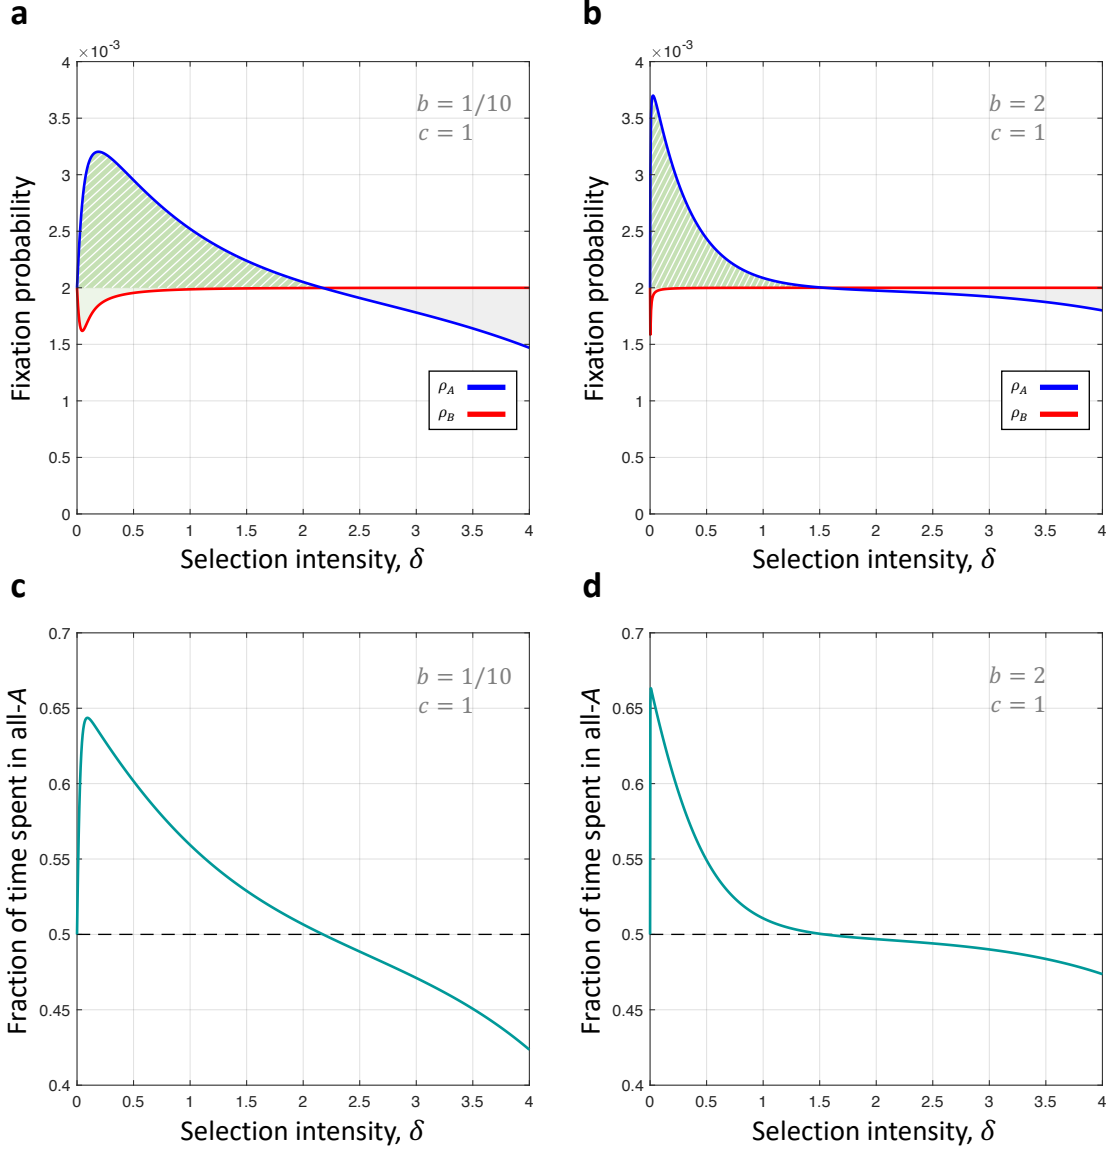 a
×10⁻³
4
3.5
3
2.5
2
1.5
1
0.5
0
Fixation probability
b = 1/10
c = 1
ρ_A
ρ_B
0 0.5 1 1.5 2 2.5 3 3.5 4
Selection intensity, δ
b
×10⁻³
4
3.5
3
2.5
2
1.5
1
0.5
0
Fixation probability
b = 2
c = 1
ρ_A
ρ_B
0 0.5 1 1.5 2 2.5 3 3.5 4
Selection intensity, δ
c
0.7
0.65
0.6
0.55
0.5
0.45
0.4
Fraction of time spent in all-A
b = 1/10
c = 1
0 0.5 1 1.5 2 2.5 3 3.5 4
Selection intensity, δ
d
0.7
0.65
0.6
0.55
0.5
0.45
0.4
Fraction of time spent in all-A
b = 2
c = 1
0 0.5 1 1.5 2 2.5 3 3.5 4
Selection intensity, δ